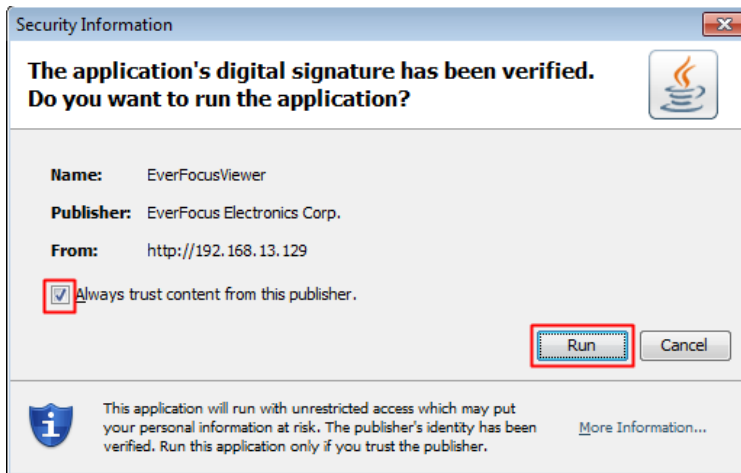 Security Information
The application's digital signature has been verified.
Do you want to run the application?
Name: EverFocusViewer
Publisher: EverFocus Electronics Corp.
From: http://192.168.13.129
Always trust content from this publisher.
Run Cancel
This application will run with unrestricted access which may put
your personal information at risk. The publisher's identity has been
verified. Run this application only if you trust the publisher.
More Information...